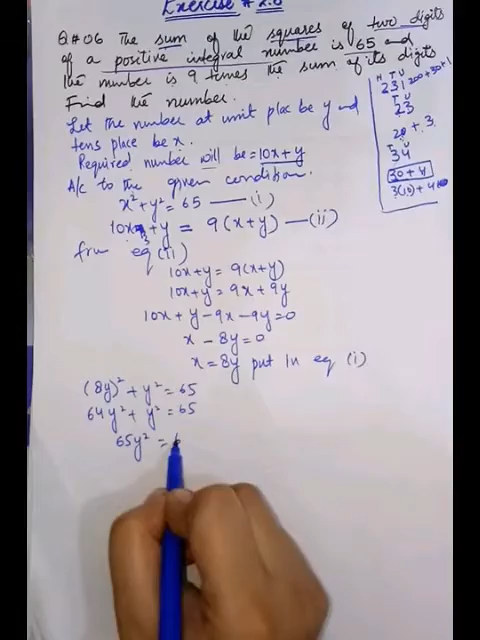 Exercise # 2.8
Q#06 The sum of the squares of two digits
of a positive integral number is 65 and
the number is 9 times the sum of its digits
Find the number.
Let the number at unit place be y and
tens place be x.
Required number will be = 10x+y
A/c to the given condition.
x² + y² = 65 —— (i)
10x + y = 9(x+y) — (ii)
from eq (ii)
10x+y = 9(x+y)
10x+y = 9x + 9y
10x + y - 9x - 9y = 0
x - 8y = 0
x = 8y put in eq (i)
(8y)² + y² = 65
64y² + y² = 65
65y² = 6
H T U
231 200+30+1
T U
23
20 + 3
T U
34
30 + 4
3(10) + 4